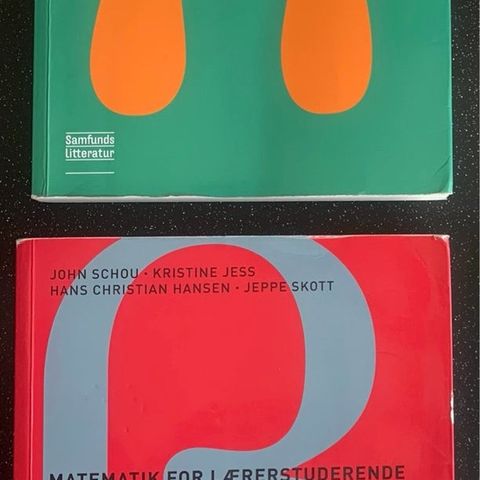 Samfunds
litteratur
JOHN SCHOU · KRISTINE JESS
HANS CHRISTIAN HANSEN · JEPPE SKOTT
MATEMATIK FOR LÆRERSTUDERENDE